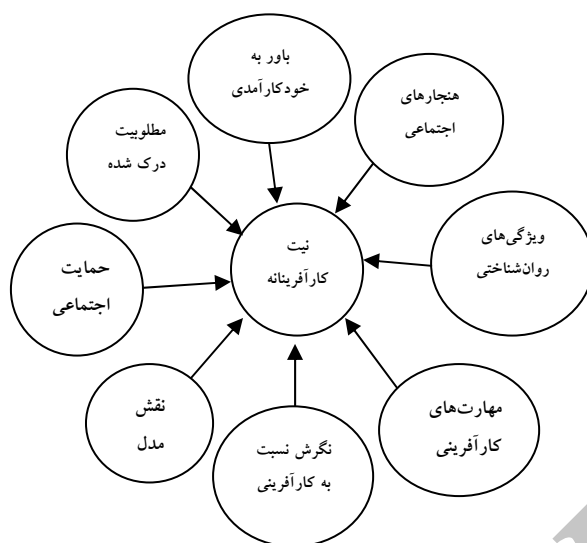 باور به
خودکارآمدی
هنجارهای
اجتماعی
مطلوبیت
درک شده
ویژگی‌های
روان‌شناختی
نیت
کارآفرینانه
حمایت
اجتماعی
مهارت‌های
کارآفرینی
نقش
مدل
نگرش نسبت
به کارآفرینی